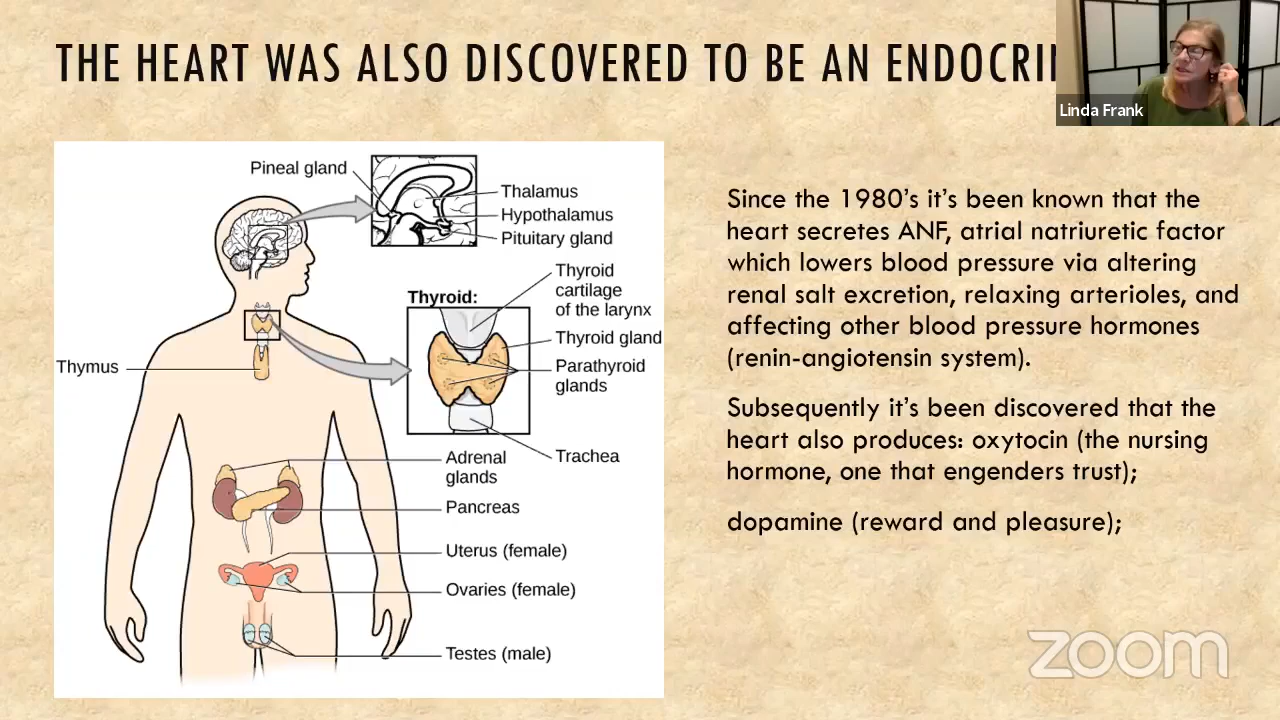 THE HEART WAS ALSO DISCOVERED TO BE AN
Linda Frank
Pineal gland
Thalamus
Hypothalamus
Pituitary gland
Thyroid
cartilage
of the larynx
Thyroid:
Thyroid gland
Parathyroid
glands
Thymus
Trachea
Adrenal
glands
Pancreas
Uterus (female)
Ovaries (female)
Testes (male)
Since the 1980’s it’s been known that the
heart secretes ANF, atrial natriuretic factor
which lowers blood pressure via altering
renal salt excretion, relaxing arterioles, and
affecting other blood pressure hormones
(renin-angiotensin system).
Subsequently it’s been discovered that the
heart also produces: oxytocin (the nursing
hormone, one that engenders trust);
dopamine (reward and pleasure);
zoom